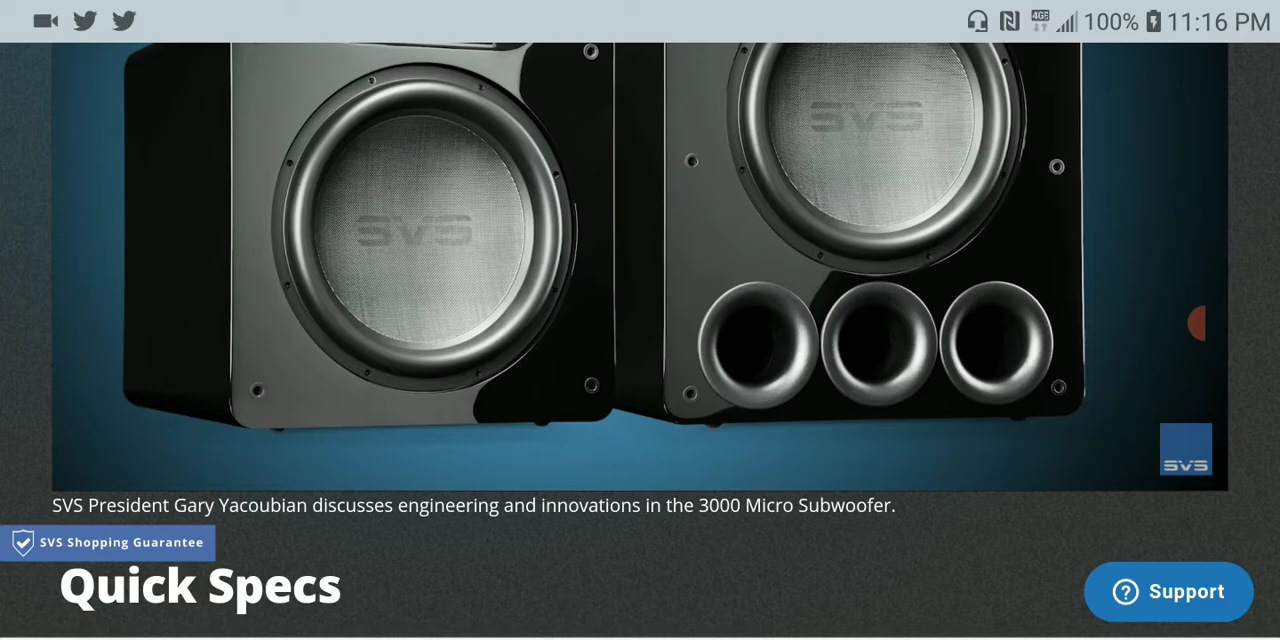 4GE 100% 11:16 PM
SVS
SVS
SVS
SVS President Gary Yacoubian discusses engineering and innovations in the 3000 Micro Subwoofer.
SVS Shopping Guarantee
Quick Specs
Support